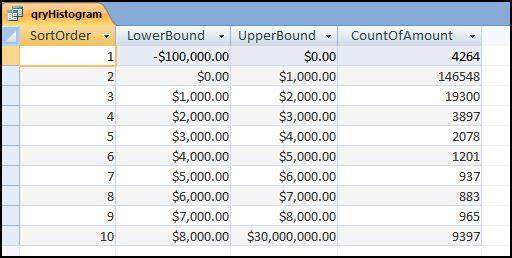 qryHistogram
SortOrder LowerBound UpperBound CountOfAmount
1 -$100,000.00 $0.00 4264
2 $0.00 $1,000.00 146548
3 $1,000.00 $2,000.00 19300
4 $2,000.00 $3,000.00 3897
5 $3,000.00 $4,000.00 2078
6 $4,000.00 $5,000.00 1201
7 $5,000.00 $6,000.00 937
8 $6,000.00 $7,000.00 883
9 $7,000.00 $8,000.00 965
10 $8,000.00 $30,000,000.00 9397